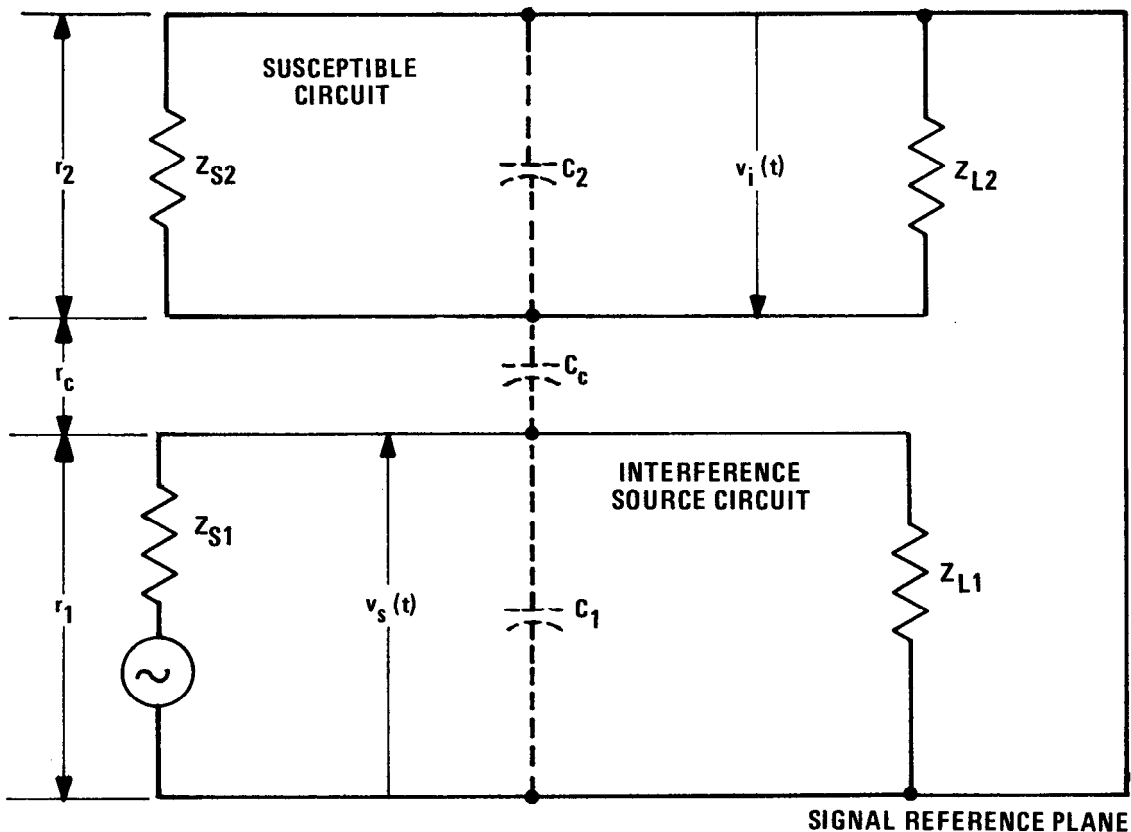 SUSCEPTIBLE
CIRCUIT
r2
ZS2
C2
vi (t)
ZL2
rc
Cc
INTERFERENCE
SOURCE CIRCUIT
ZS1
r1
vs (t)
C1
ZL1
SIGNAL REFERENCE PLANE